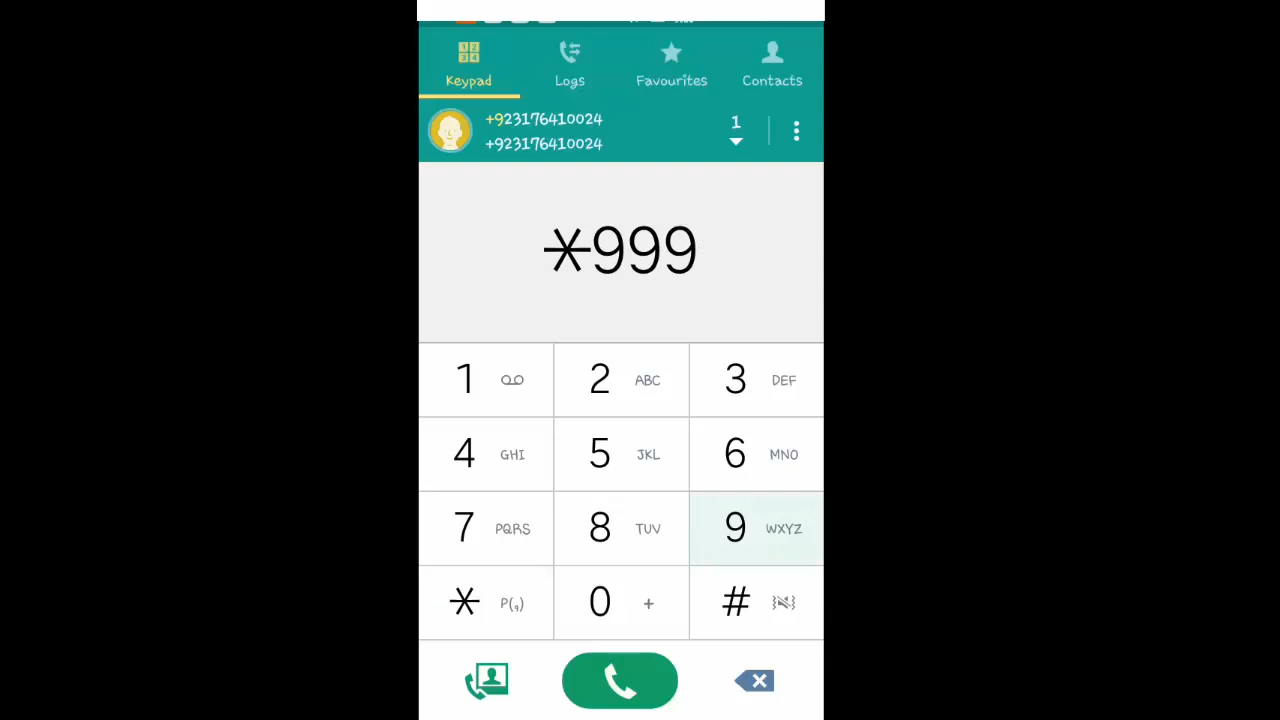 Keypad Logs Favourites Contacts
+923176410024
+923176410024
1
*999
1 2 ABC 3 DEF
4 GHI 5 JKL 6 MNO
7 PQRS 8 TUV 9 WXYZ
* P(,) 0 + #